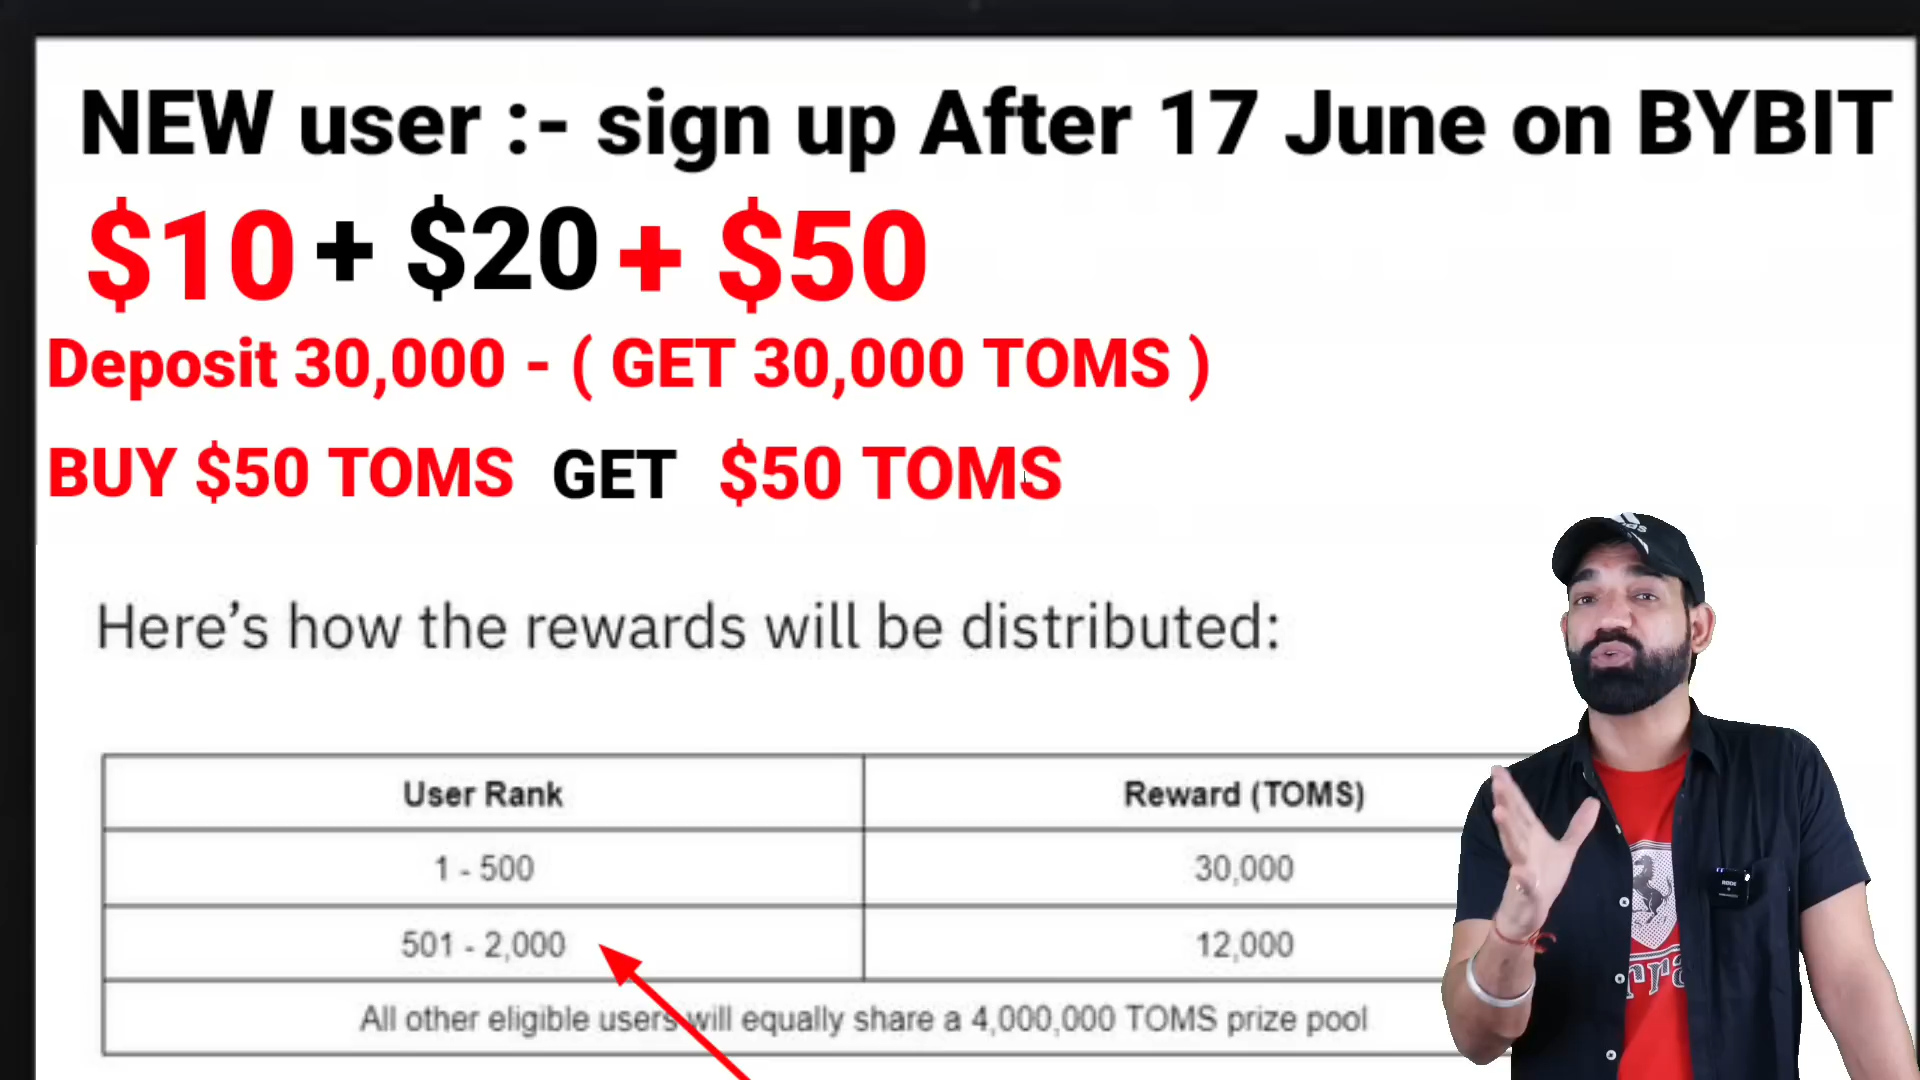 NEW user :- sign up After 17 June on BYBIT
$10 + $20 + $50
Deposit 30,000 - ( GET 30,000 TOMS )
BUY $50 TOMS GET $50 TOMS
Here's how the rewards will be distributed:
User Rank Reward (TOMS)
1 - 500 30,000
501 - 2,000 12,000
All other eligible users will equally share a 4,000,000 TOMS prize pool
RODE